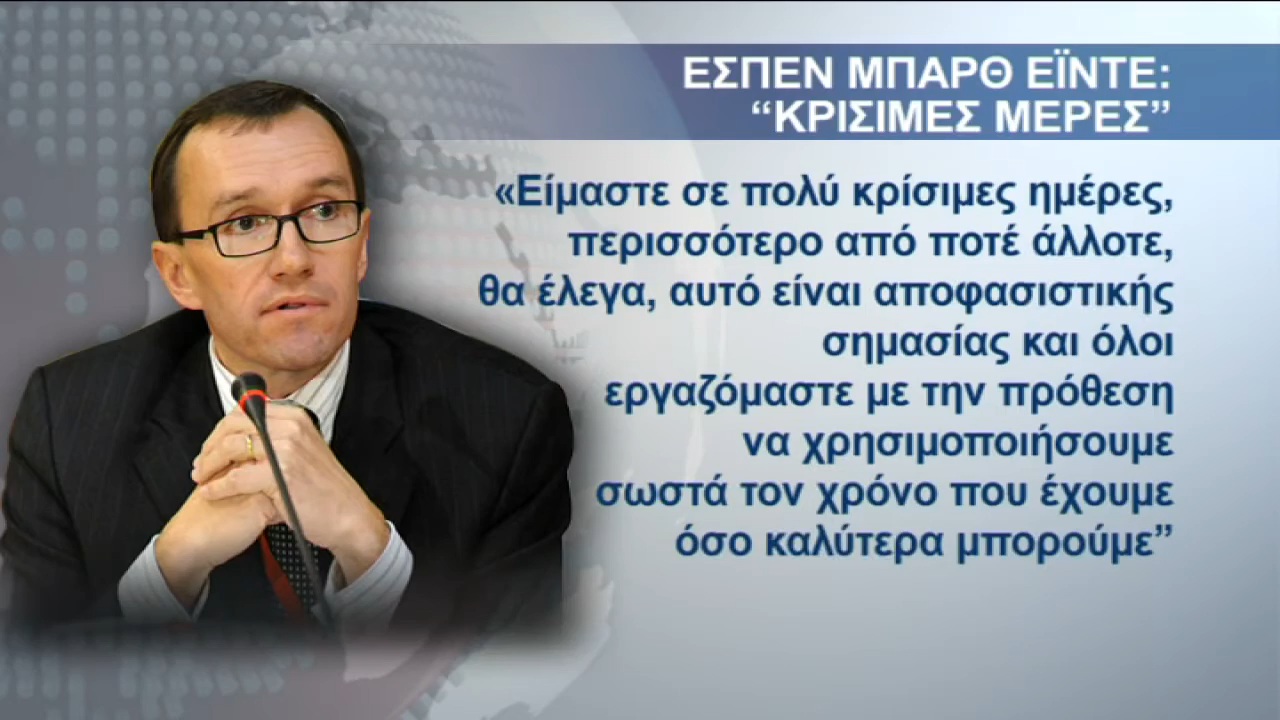 ΕΣΠΕΝ ΜΠΑΡΘ ΕΪΝΤΕ:
“ΚΡΙΣΙΜΕΣ ΜΕΡΕΣ”
«Είμαστε σε πολύ κρίσιμες ημέρες,
περισσότερο από ποτέ άλλοτε,
θα έλεγα, αυτό είναι αποφασιστικής
σημασίας και όλοι
εργαζόμαστε με την πρόθεση
να χρησιμοποιήσουμε
σωστά τον χρόνο που έχουμε
όσο καλύτερα μπορούμε”